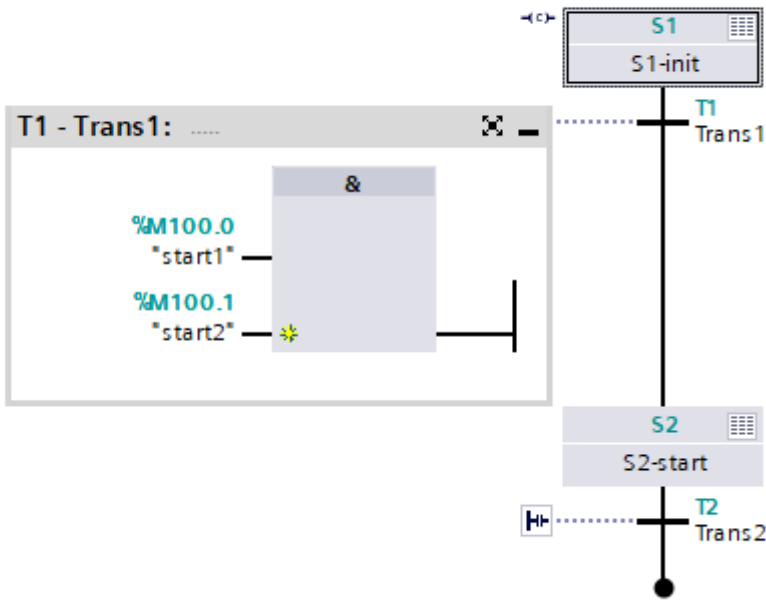 S1
S1-init
T1
Trans1
T1 - Trans1: .....
&
%M100.0
"start1"
%M100.1
"start2"
S2
S2-start
T2
Trans2